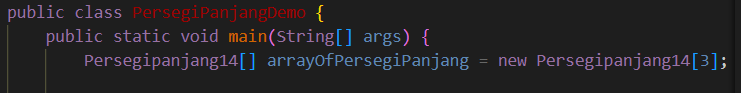 public class PersegiPanjangDemo {
public static void main(String[] args) {
Persegipanjang14[] arrayOfPersegiPanjang = new Persegipanjang14[3];